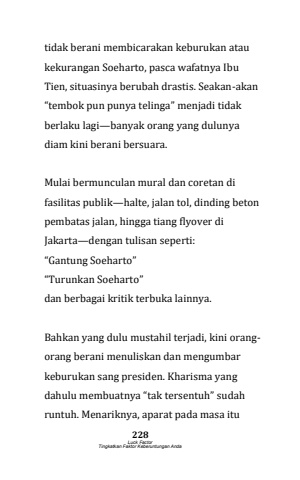 tidak berani membicarakan keburukan atau
kekurangan Soeharto, pasca wafatnya Ibu
Tien, situasinya berubah drastis. Seakan-akan
“tembok pun punya telinga” menjadi tidak
berlaku lagi—banyak orang yang dulunya
diam kini berani bersuara.
Mulai bermunculan mural dan coretan di
fasilitas publik—halte, jalan tol, dinding beton
pembatas jalan, hingga tiang flyover di
Jakarta—dengan tulisan seperti:
“Gantung Soeharto”
“Turunkan Soeharto”
dan berbagai kritik terbuka lainnya.
Bahkan yang dulu mustahil terjadi, kini orang-
orang berani menuliskan dan mengumbar
keburukan sang presiden. Kharisma yang
dahulu membuatnya “tak tersentuh” sudah
runtuh. Menariknya, aparat pada masa itu
228
Luck Factor
Tingkatkan Faktor Keberuntungan Anda